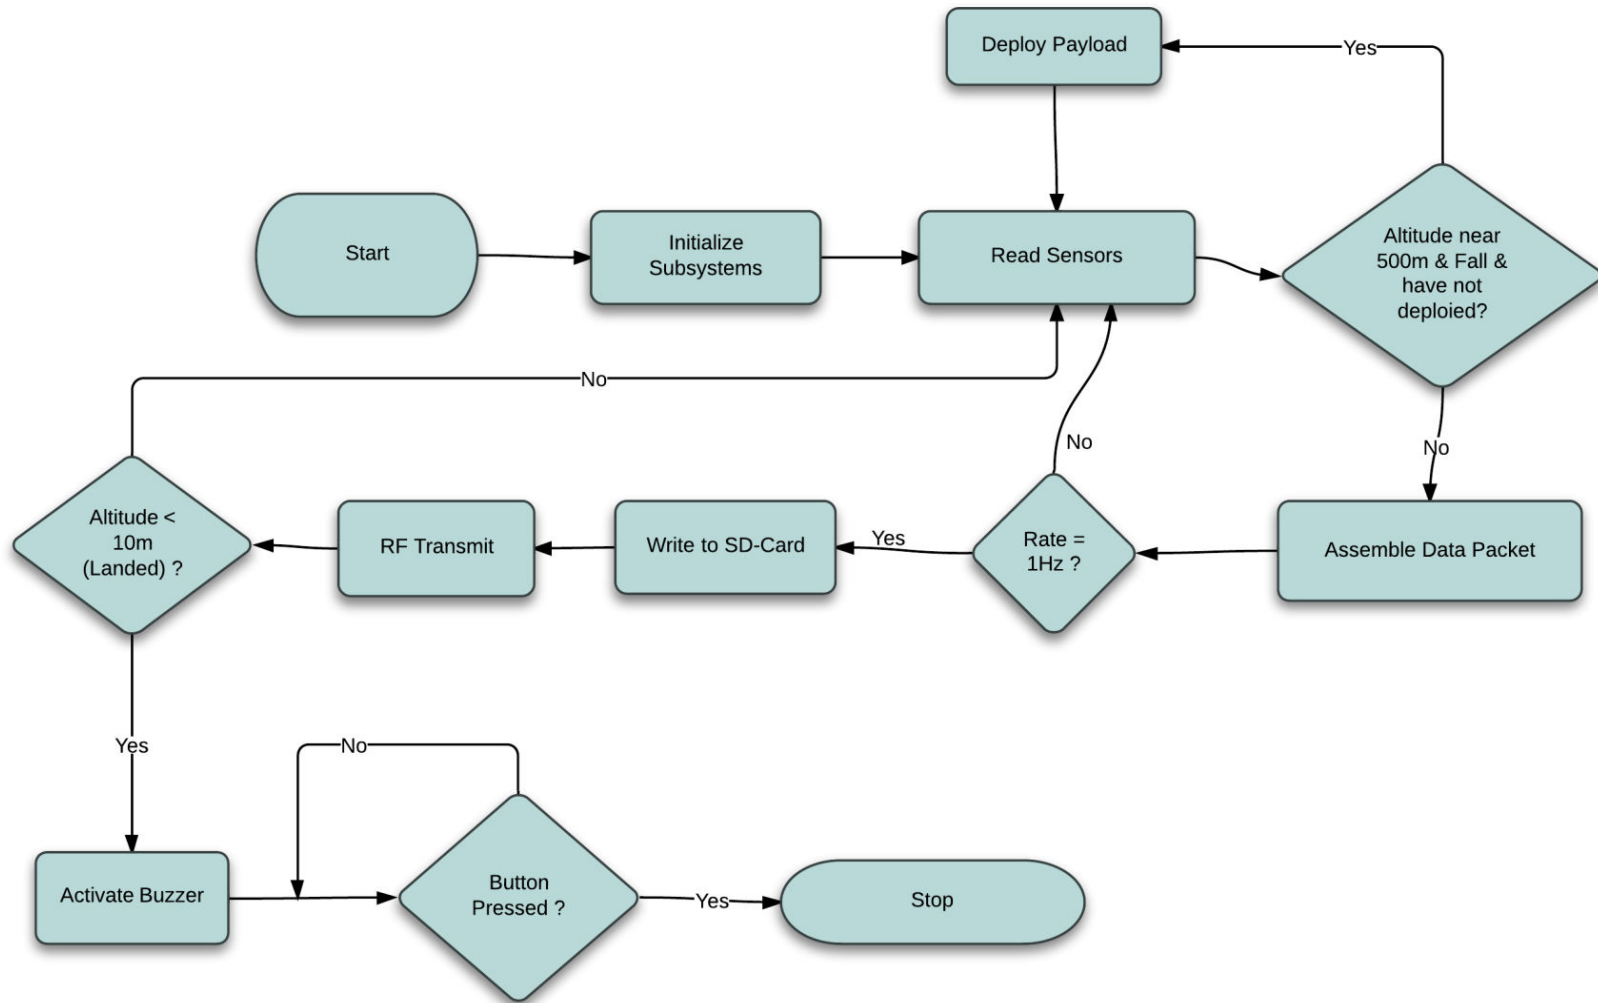 Deploy Payload
Yes
Start
Initialize
Subsystems
Read Sensors
Altitude near
500m & Fall &
have not
deploied?
No
No
No
Altitude <
10m
(Landed) ?
RF Transmit
Write to SD-Card
Yes
Rate =
1Hz ?
Assemble Data Packet
Yes
No
Activate Buzzer
Button
Pressed ?
Yes
Stop